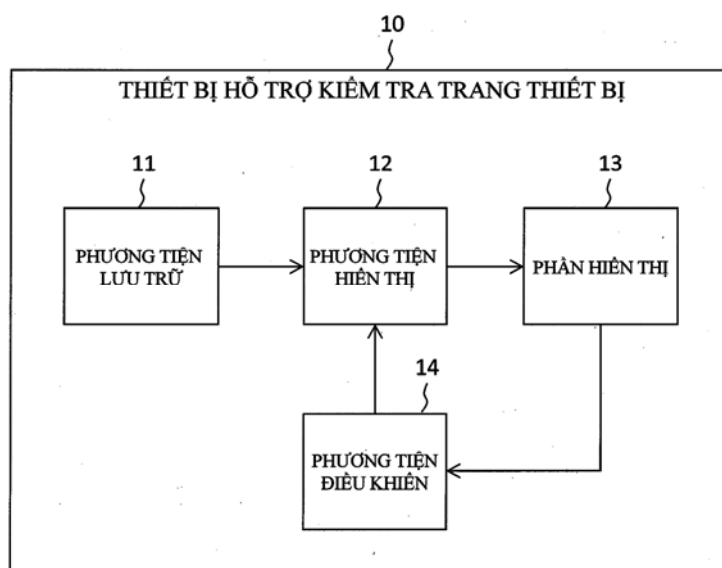 10
THIẾT BỊ HỖ TRỢ KIỂM TRA TRANG THIẾT BỊ
11
12
13
PHƯƠNG TIỆN
LƯU TRỮ
PHƯƠNG TIỆN
HIỂN THỊ
PHẦN HIỂN THỊ
14
PHƯƠNG TIỆN
ĐIỀU KHIỂN